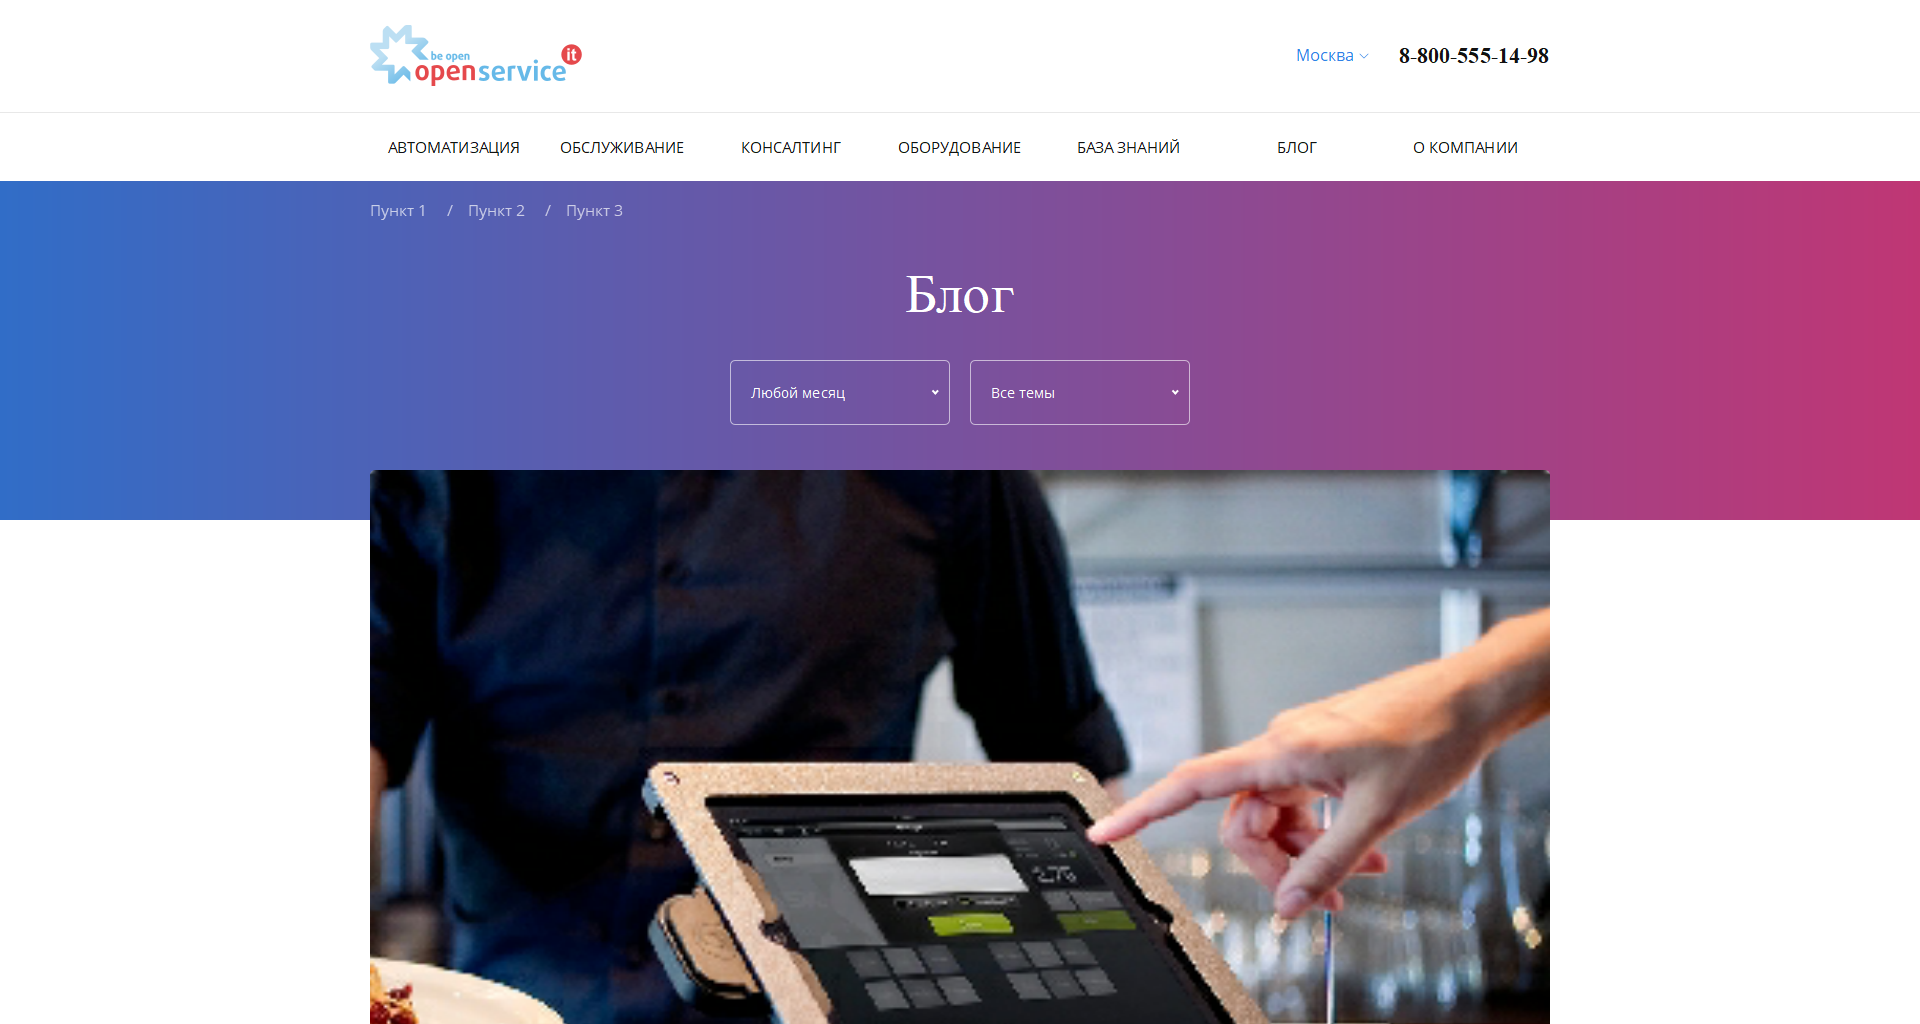 be open
openservice it
Москва
8-800-555-14-98
АВТОМАТИЗАЦИЯ ОБСЛУЖИВАНИЕ КОНСАЛТИНГ ОБОРУДОВАНИЕ БАЗА ЗНАНИЙ БЛОГ О КОМПАНИИ
Пункт 1 / Пункт 2 / Пункт 3
Блог
Любой месяц
Все темы